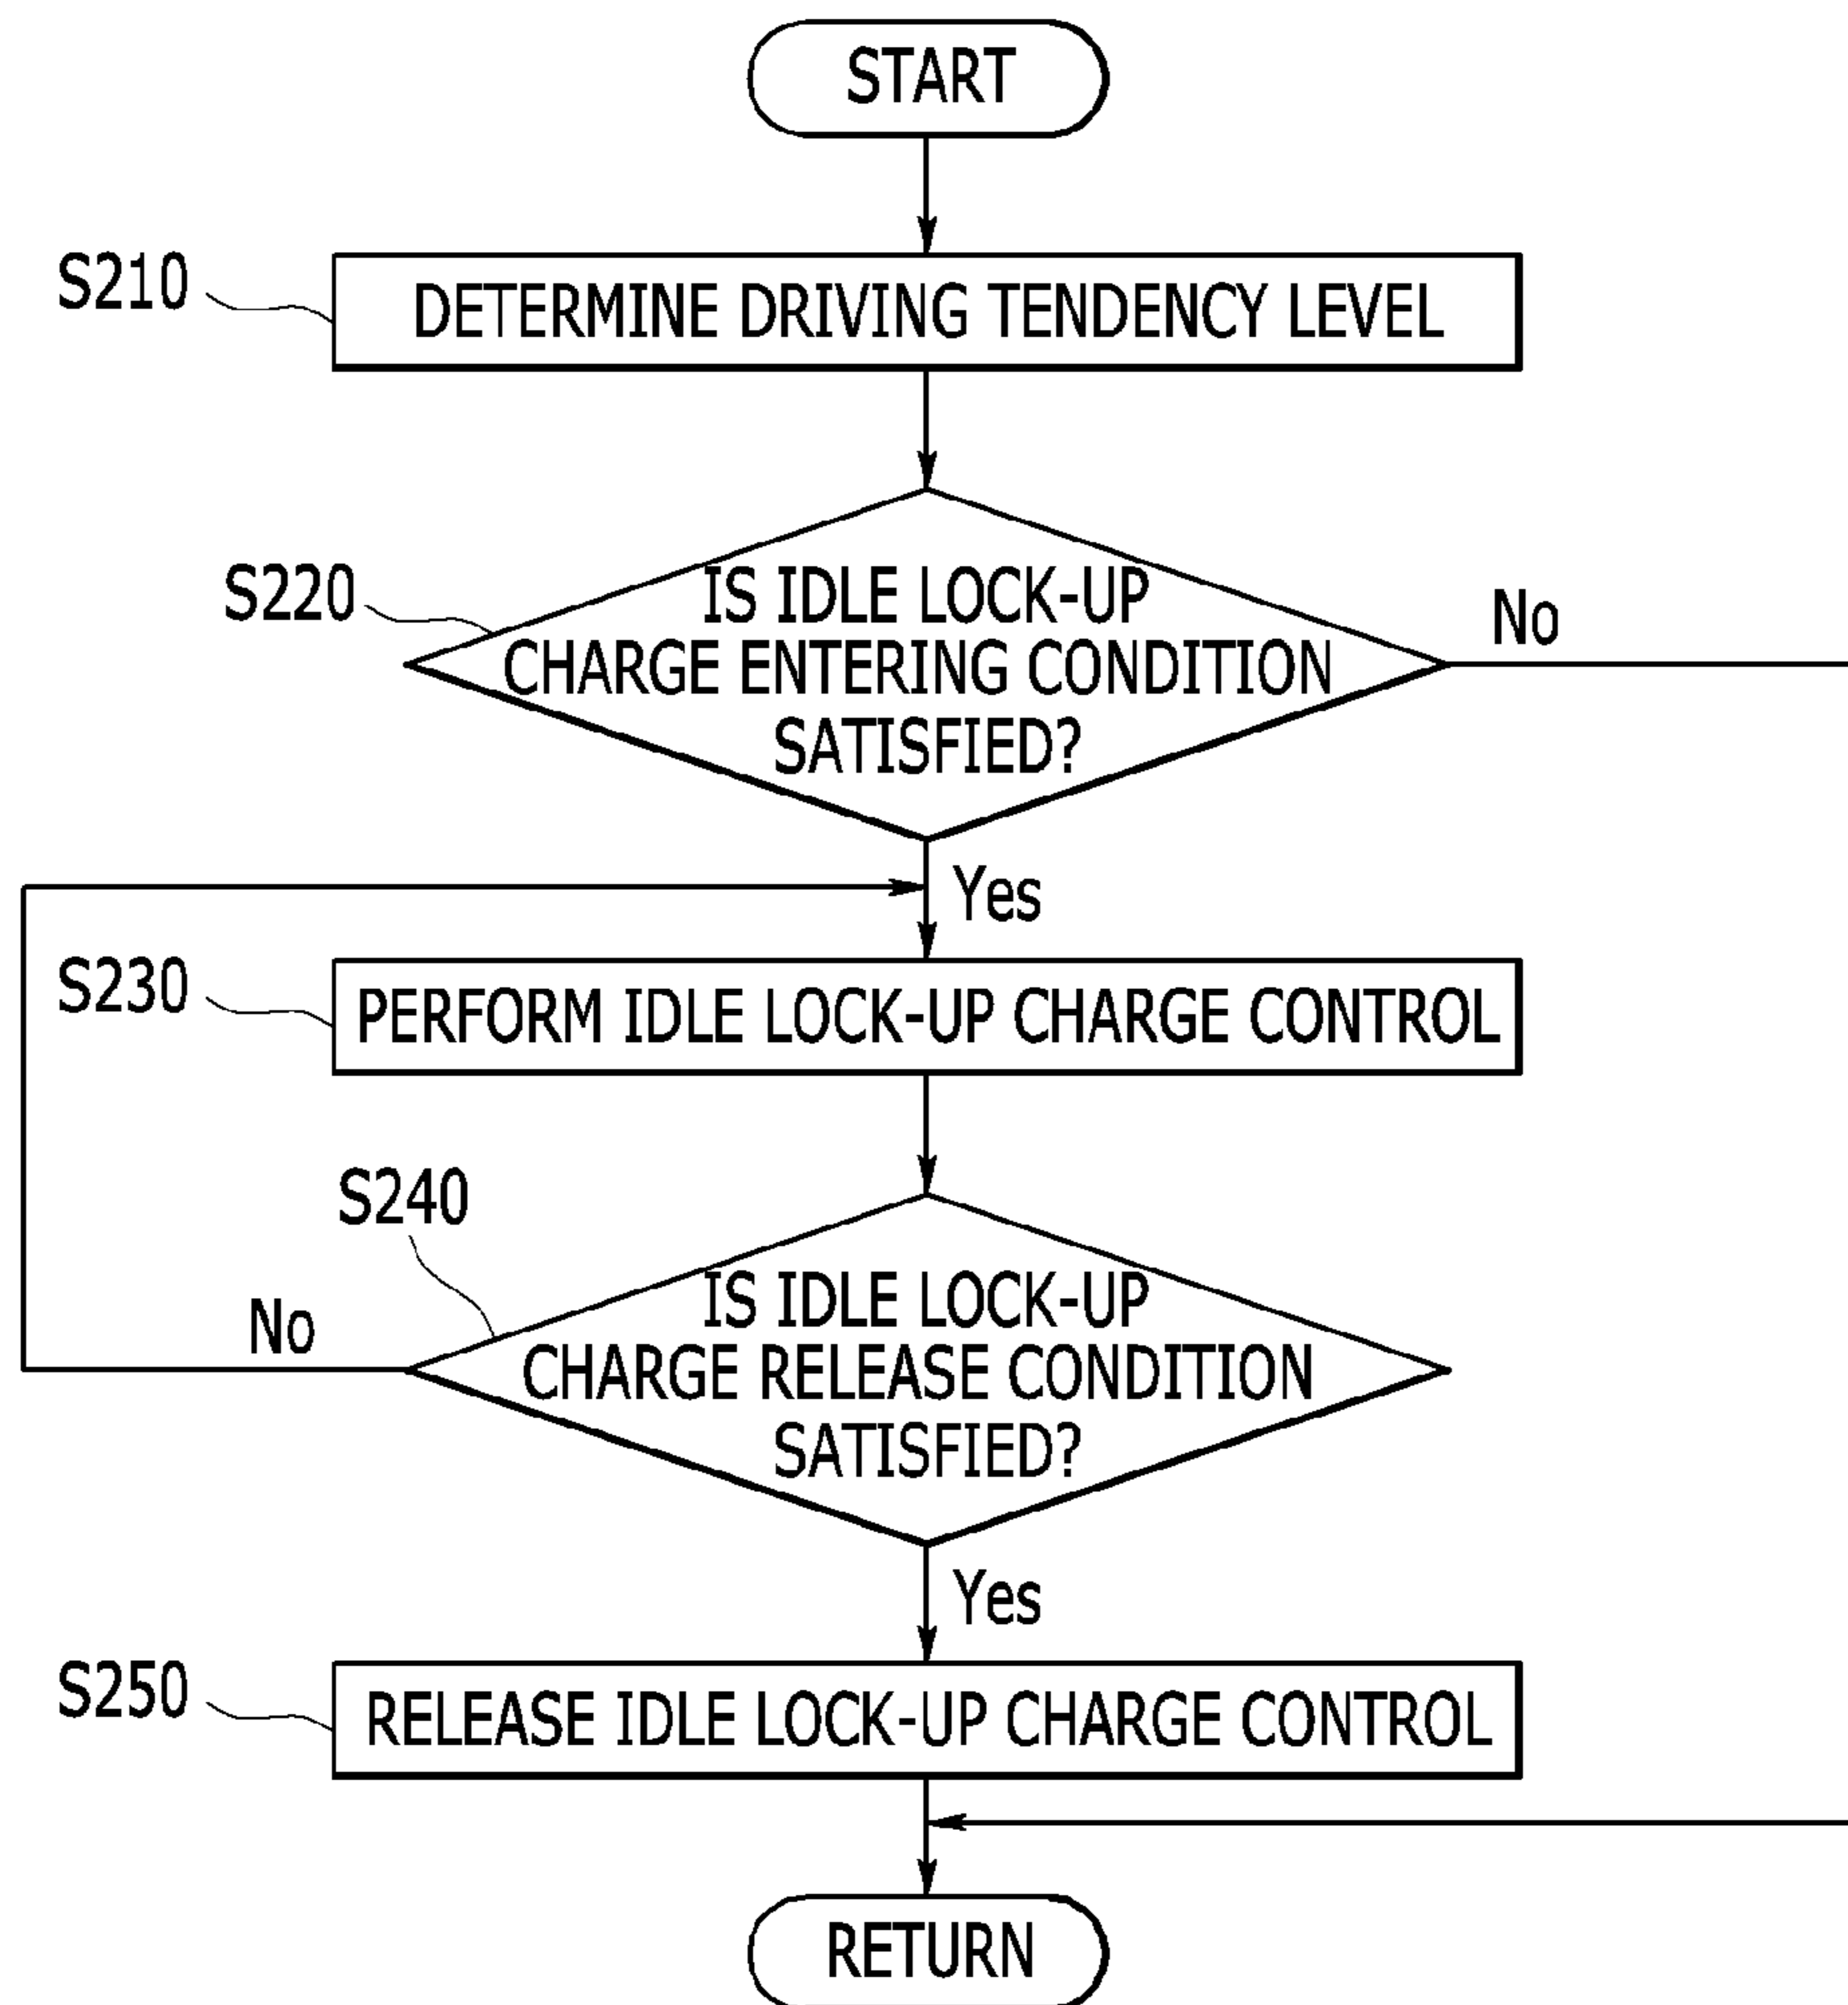 START
S210
DETERMINE DRIVING TENDENCY LEVEL
S220
IS IDLE LOCK-UP
CHARGE ENTERING CONDITION
SATISFIED?
No
Yes
S230
PERFORM IDLE LOCK-UP CHARGE CONTROL
S240
IS IDLE LOCK-UP
CHARGE RELEASE CONDITION
SATISFIED?
No
Yes
S250
RELEASE IDLE LOCK-UP CHARGE CONTROL
RETURN